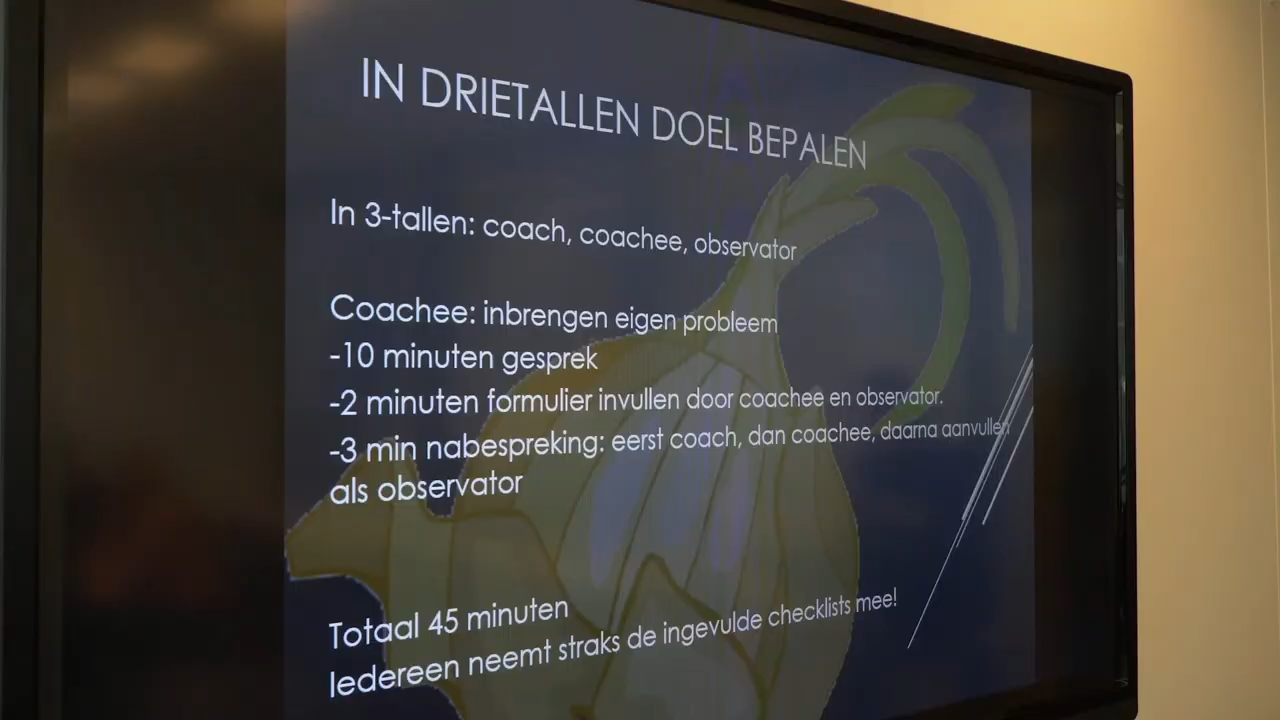 IN DRIETALLEN DOEL BEPALEN
In 3-tallen: coach, coachee, observator
Coachee: inbrengen eigen probleem
-10 minuten gesprek
-2 minuten formulier invullen door coachee en observator.
-3 min nabespreking: eerst coach, dan coachee, daarna aanvullen
als observator
Totaal 45 minuten
Iedereen neemt straks de ingevulde checklists mee!